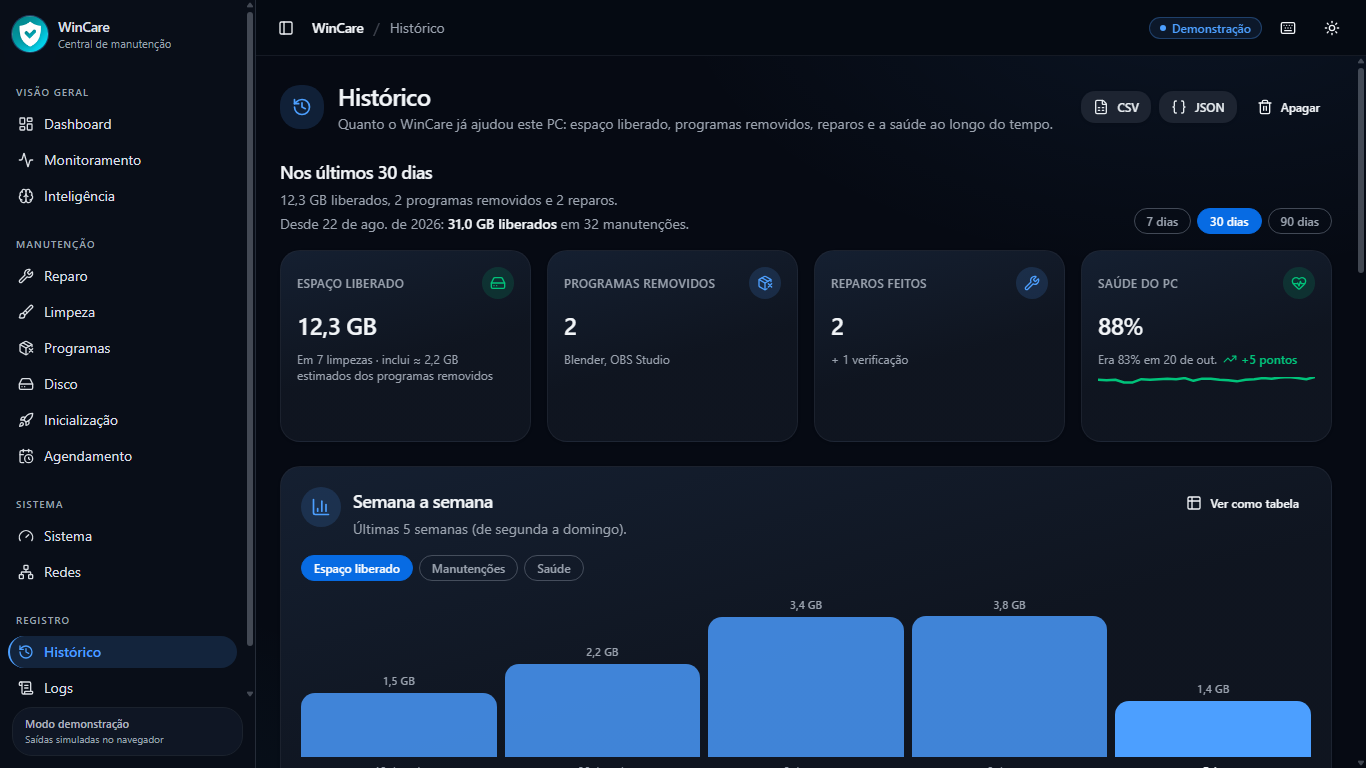 WinCare
Central de manutenção
VISÃO GERAL
Dashboard
Monitoramento
Inteligência
MANUTENÇÃO
Reparo
Limpeza
Programas
Disco
Inicialização
Agendamento
SISTEMA
Sistema
Redes
REGISTRO
Histórico
Logs
Modo demonstração
Saídas simuladas no navegador
WinCare / Histórico
Demonstração
Histórico
Quanto o WinCare já ajudou este PC: espaço liberado, programas removidos, reparos e a saúde ao longo do tempo.
CSV
JSON
Apagar
Nos últimos 30 dias
12,3 GB liberados, 2 programas removidos e 2 reparos.
Desde 22 de ago. de 2026: 31,0 GB liberados em 32 manutenções.
7 dias
30 dias
90 dias
ESPAÇO LIBERADO
12,3 GB
Em 7 limpezas · inclui ≈ 2,2 GB
estimados dos programas removidos
PROGRAMAS REMOVIDOS
2
Blender, OBS Studio
REPAROS FEITOS
2
+ 1 verificação
SAÚDE DO PC
88%
Era 83% em 20 de out. +5 pontos
Semana a semana
Últimas 5 semanas (de segunda a domingo).
Ver como tabela
Espaço liberado
Manutenções
Saúde
1,5 GB
2,2 GB
3,4 GB
3,8 GB
1,4 GB